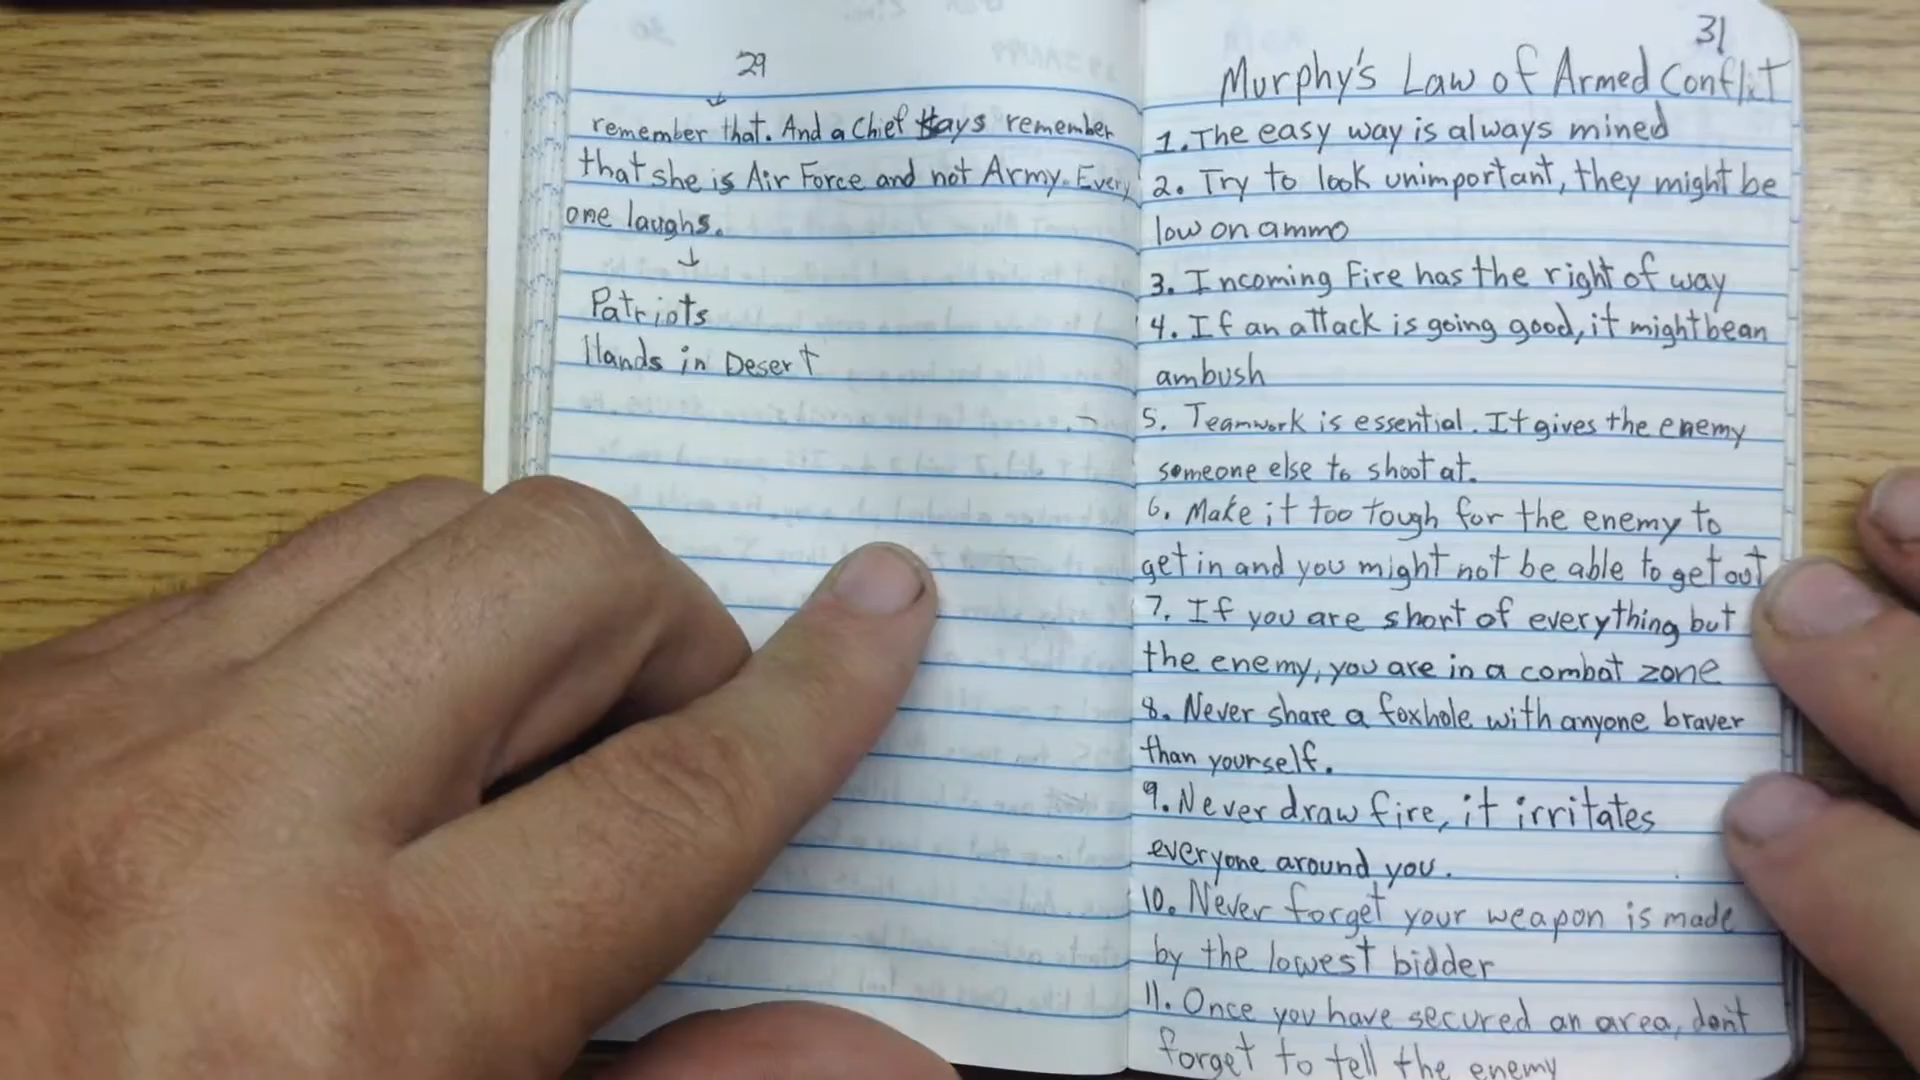 29
remember that. And a Chief says remember
that she is Air Force and not Army. Every
one laughs.
Patriots
Hands in Desert
31
Murphy's Law of Armed Conflict
1. The easy way is always mined
2. Try to look unimportant, they might be
low on ammo
3. Incoming Fire has the right of way
4. If an attack is going good, it might be an
ambush
5. Teamwork is essential. It gives the enemy
someone else to shoot at.
6. Make it too tough for the enemy to
get in and you might not be able to get out
7. If you are short of everything but
the enemy, you are in a combat zone
8. Never share a foxhole with anyone braver
than yourself.
9. Never draw fire, it irritates
everyone around you.
10. Never forget your weapon is made
by the lowest bidder
11. Once you have secured an area, dont
forget to tell the enemy